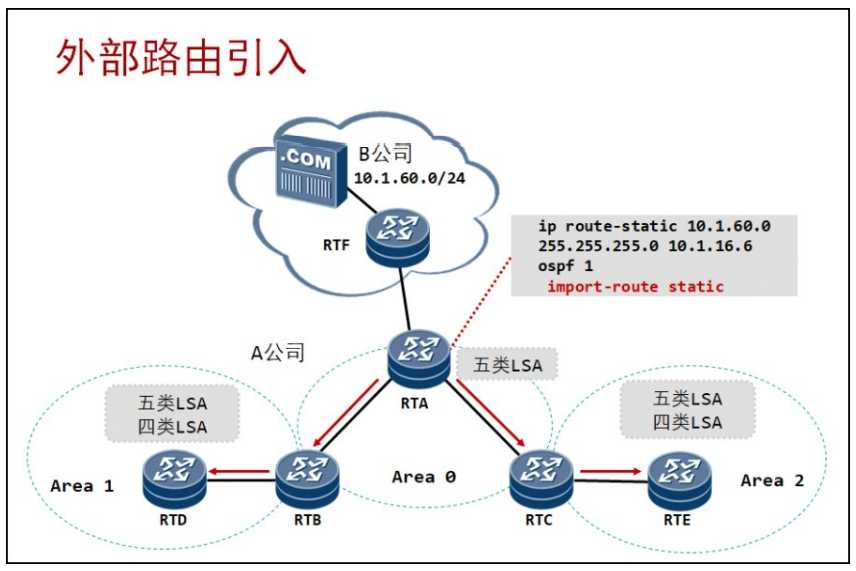 外部路由引入
.COM
B公司
10.1.60.0/24
RTF
ip route-static 10.1.60.0
255.255.255.0 10.1.16.6
ospf 1
import-route static
A公司
五类LSA
RTA
五类LSA
四类LSA
五类LSA
四类LSA
Area 1
Area 0
Area 2
RTD
RTB
RTC
RTE